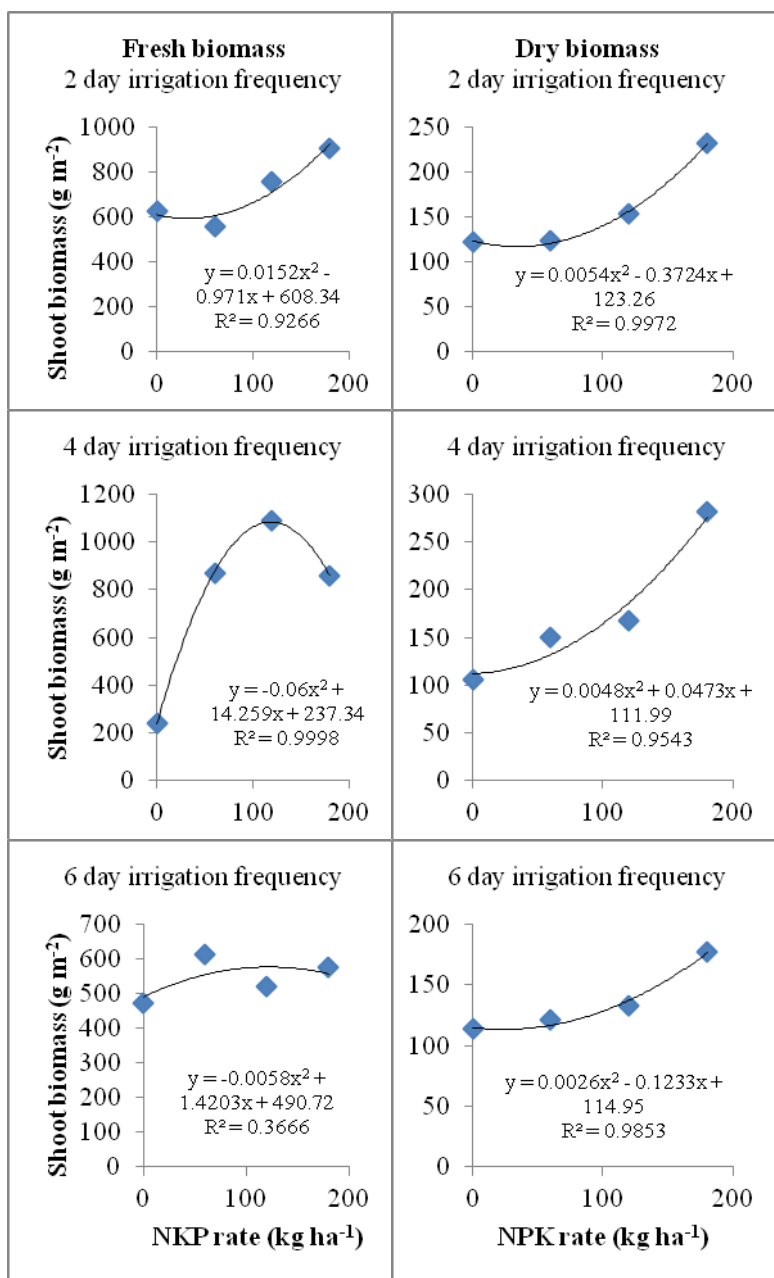 Fresh biomass
2 day irrigation frequency
Shoot biomass (g m⁻²)
1000
800
600
400
200
0
0 100 200
y = 0.0152x² -
0.971x + 608.34
R² = 0.9266
Dry biomass
2 day irrigation frequency
250
200
150
100
50
0
0 100 200
y = 0.0054x² - 0.3724x +
123.26
R² = 0.9972
4 day irrigation frequency
Shoot biomass (g m⁻²)
1200
1000
800
600
400
200
0
0 100 200
y = -0.06x² +
14.259x + 237.34
R² = 0.9998
4 day irrigation frequency
300
250
200
150
100
50
0
0 100 200
y = 0.0048x² + 0.0473x +
111.99
R² = 0.9543
6 day irrigation frequency
Shoot biomass (g m⁻²)
700
600
500
400
300
200
100
0
0 100 200
y = -0.0058x² +
1.4203x + 490.72
R² = 0.3666
NKP rate (kg ha⁻¹)
6 day irrigation frequency
200
150
100
50
0
0 100 200
y = 0.0026x² - 0.1233x +
114.95
R² = 0.9853
NPK rate (kg ha⁻¹)